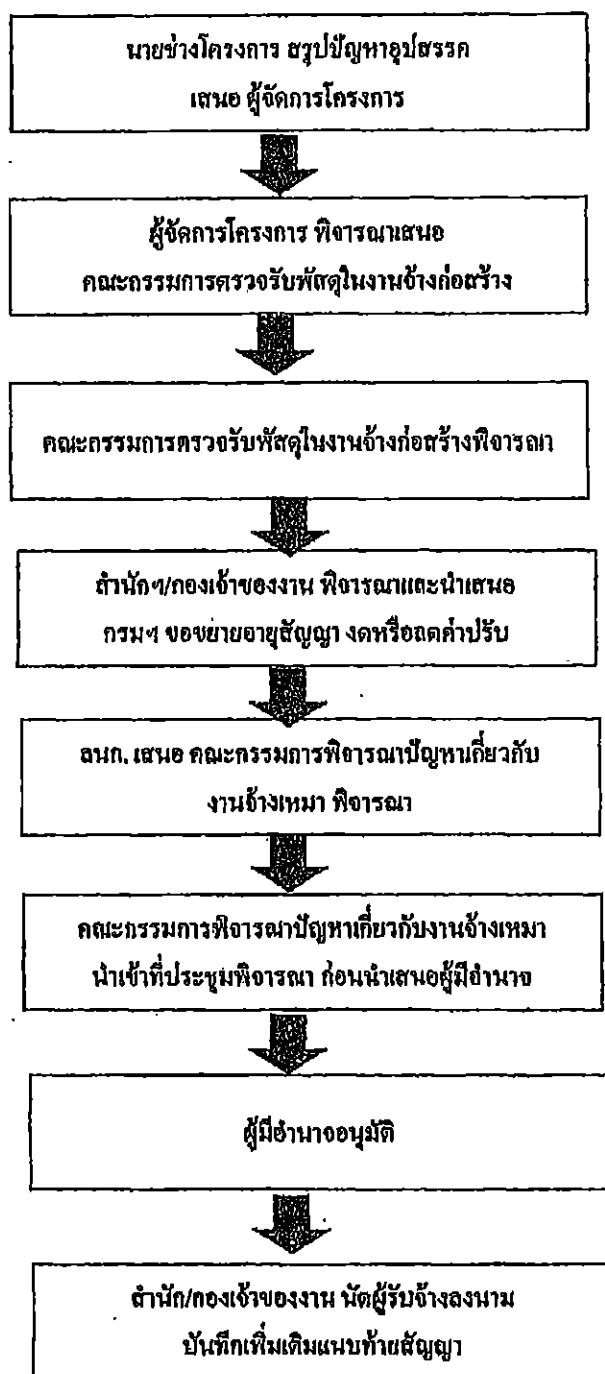 นายช่างโครงการ สรุปปัญหาอุปสรรค
เสนอ ผู้จัดการโครงการ
ผู้จัดการโครงการ พิจารณาเสนอ
คณะกรรมการตรวจรับพัสดุในงานจ้างก่อสร้าง
คณะกรรมการตรวจรับพัสดุในงานจ้างก่อสร้างพิจารณา
สำนักฯ/กองเจ้าของงาน พิจารณาและนำเสนอ
กรมฯ ขอขยายอายุสัญญา งดหรือลดค่าปรับ
ลนก. เสนอ คณะกรรมการพิจารณาปัญหาเกี่ยวกับ
งานจ้างเหมา พิจารณา
คณะกรรมการพิจารณาปัญหาเกี่ยวกับงานจ้างเหมา
นำเข้าที่ประชุมพิจารณา ก่อนนำเสนอผู้มีอำนาจ
ผู้มีอำนาจอนุมัติ
สำนัก/กองเจ้าของงาน นัดผู้รับจ้างลงนาม
บันทึกเพิ่มเติมแนบท้ายสัญญา